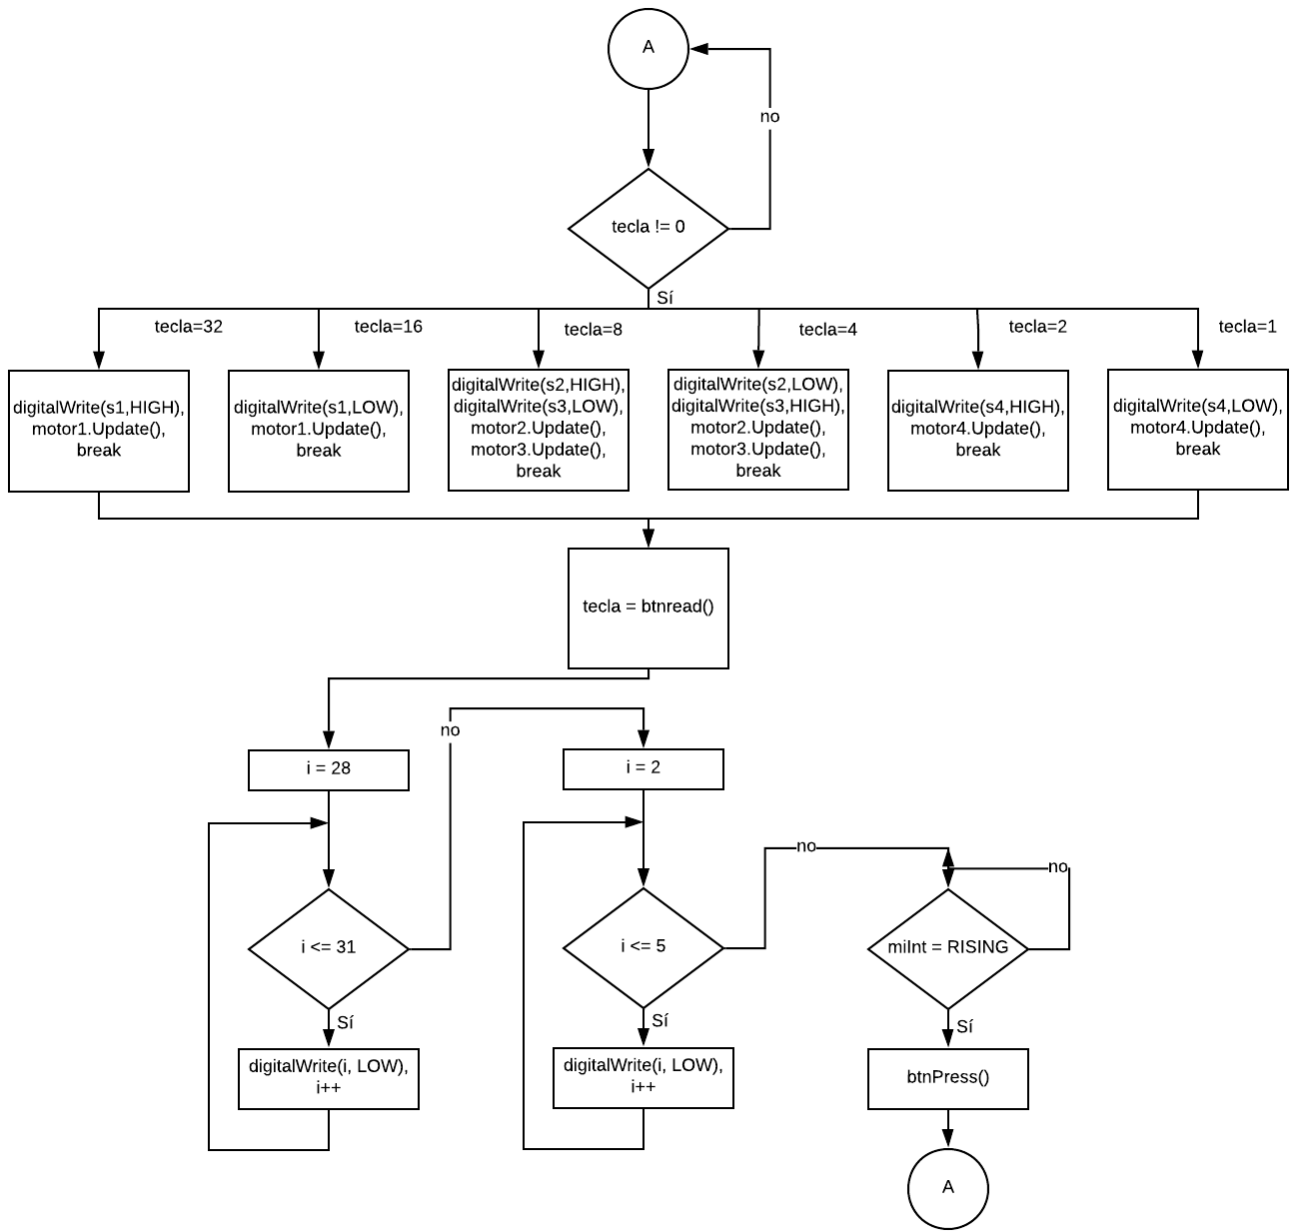 A
no
tecla != 0
Sí
tecla=32
tecla=16
tecla=8
tecla=4
tecla=2
tecla=1
digitalWrite(s1,HIGH),
motor1.Update(),
break
digitalWrite(s1,LOW),
motor1.Update(),
break
digitalWrite(s2,HIGH),
digitalWrite(s3,LOW),
motor2.Update(),
motor3.Update(),
break
digitalWrite(s2,LOW),
digitalWrite(s3,HIGH),
motor2.Update(),
motor3.Update(),
break
digitalWrite(s4,HIGH),
motor4.Update(),
break
digitalWrite(s4,LOW),
motor4.Update(),
break
tecla = btnread()
no
i = 28
i = 2
no
no
i <= 31
i <= 5
miInt = RISING
Sí
Sí
Sí
digitalWrite(i, LOW),
i++
digitalWrite(i, LOW),
i++
btnPress()
A